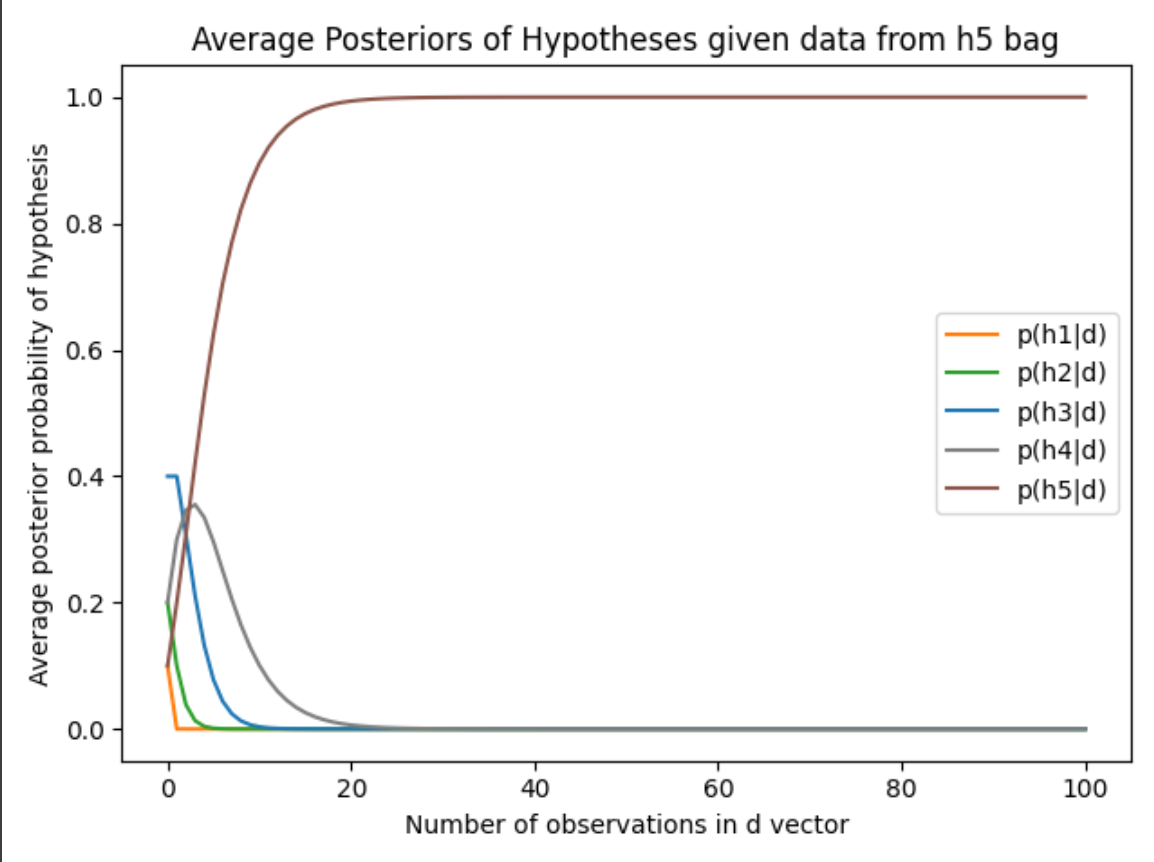 Average Posteriors of Hypotheses given data from h5 bag
Average posterior probability of hypothesis
1.0
0.8
0.6
0.4
0.2
0.0
p(h1|d)
p(h2|d)
p(h3|d)
p(h4|d)
p(h5|d)
0 20 40 60 80 100
Number of observations in d vector